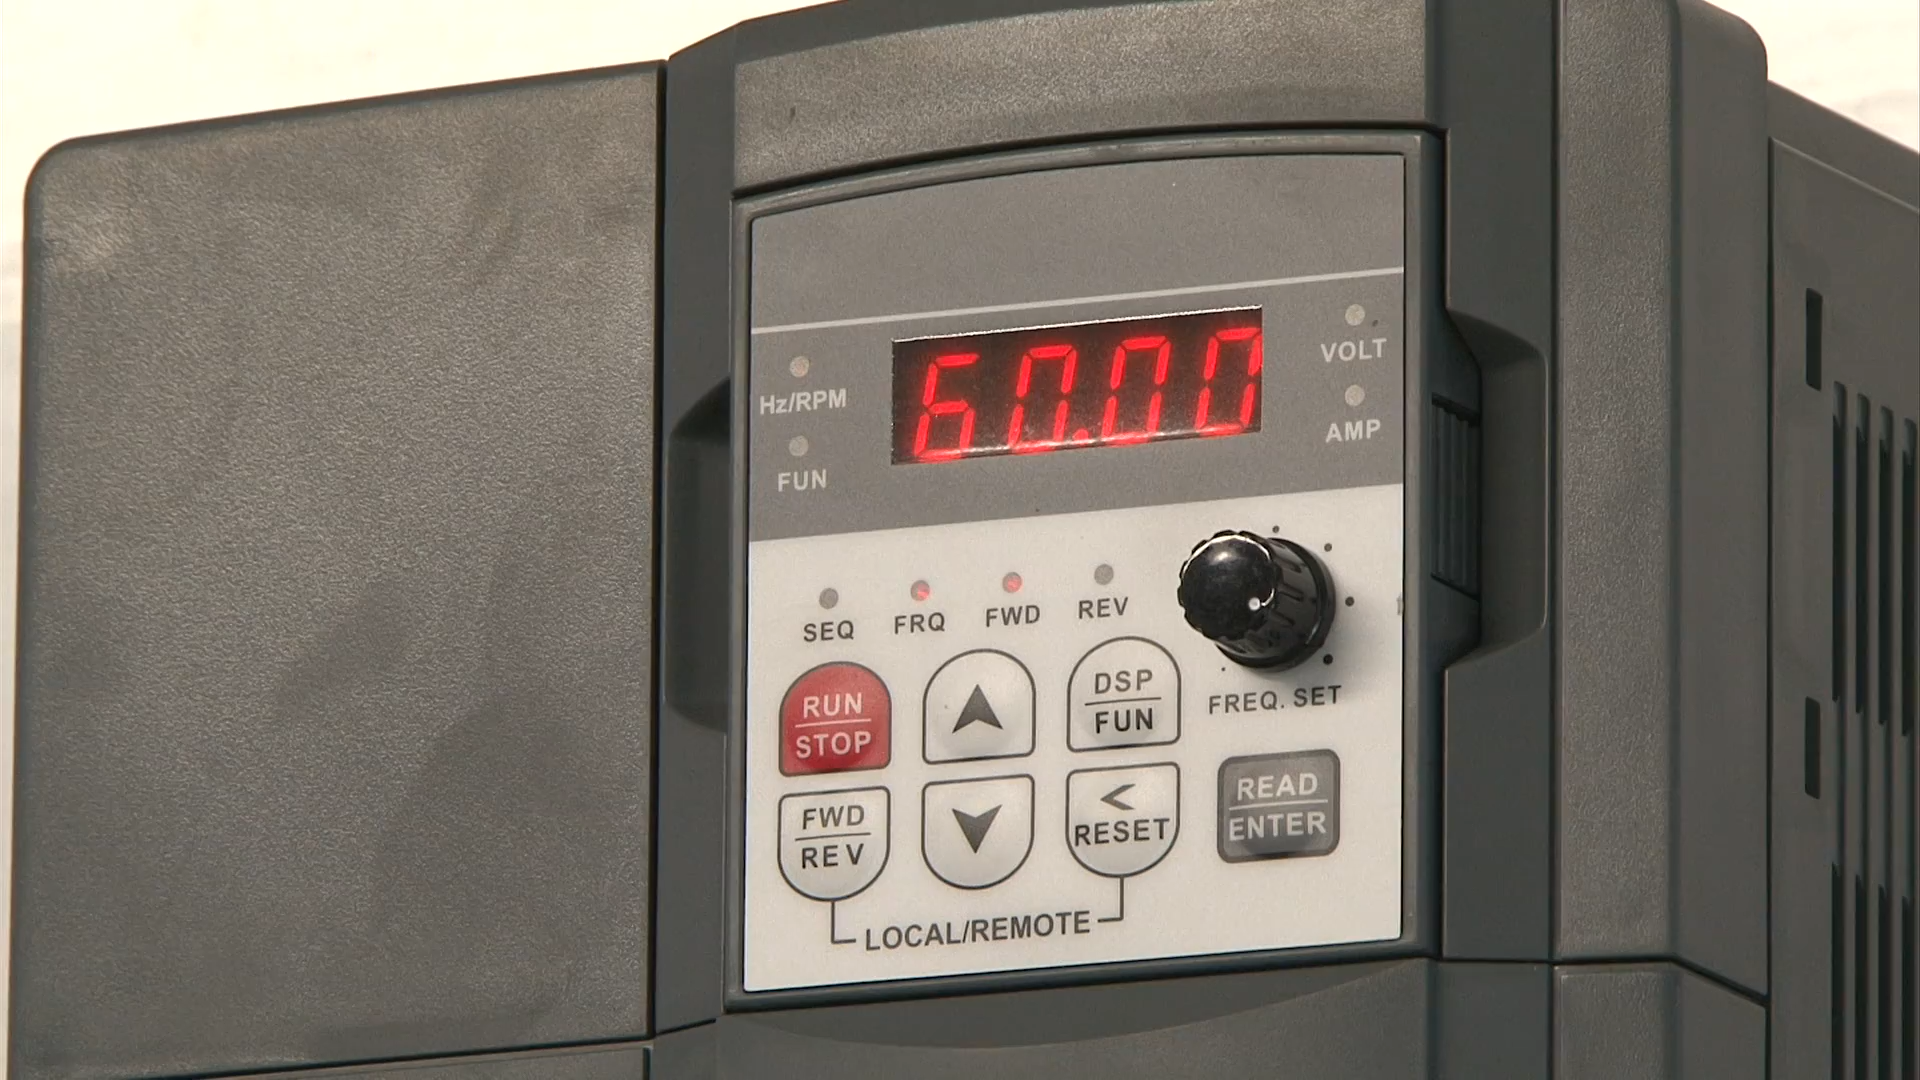 60.00
Hz/RPM
FUN
VOLT
AMP
SEQ FRQ FWD REV
FREQ. SET
RUN
STOP
DSP
FUN
FWD
REV
<
RESET
READ
ENTER
LOCAL/REMOTE